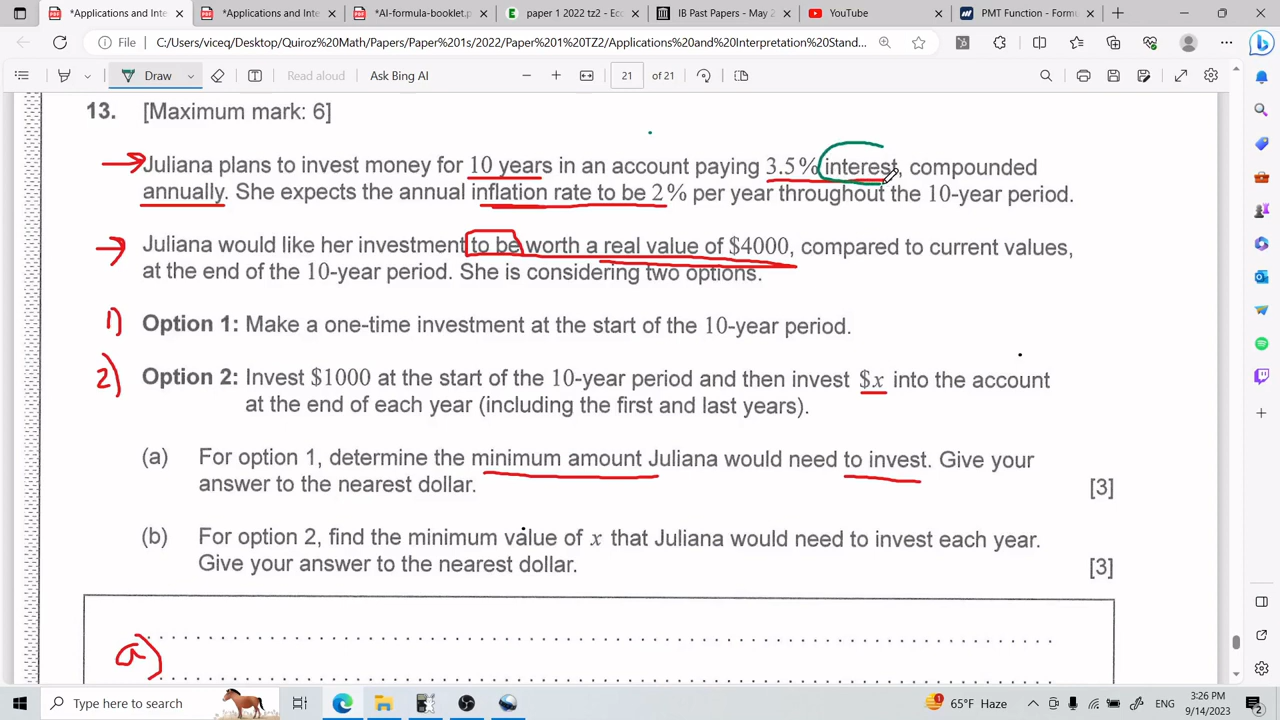 *Applications and Inter
*Applications and Intern
*AI-formula-booklet.p
paper 1 2022 tz2 - Ec
IB Past Papers - May 2
YouTube
PMT Function - Formu
File
C:/Users/viceq/Desktop/Quiroz%20Math/Papers/Paper%201s/2022/Paper%201%20TZ2/Applications%20and%20Interpretation%20Stand...
Draw
Read aloud
Ask Bing AI
21
of 21
13. [Maximum mark: 6]
Juliana plans to invest money for 10 years in an account paying 3.5% interest, compounded
annually. She expects the annual inflation rate to be 2% per year throughout the 10-year period.
Juliana would like her investment to be worth a real value of $4000, compared to current values,
at the end of the 10-year period. She is considering two options.
1) Option 1: Make a one-time investment at the start of the 10-year period.
2) Option 2: Invest $1000 at the start of the 10-year period and then invest $x into the account
at the end of each year (including the first and last years).
(a) For option 1, determine the minimum amount Juliana would need to invest. Give your
answer to the nearest dollar. [3]
(b) For option 2, find the minimum value of x that Juliana would need to invest each year.
Give your answer to the nearest dollar. [3]
a)
Type here to search
65°F Haze
ENG
3:26 PM
9/14/2023
2